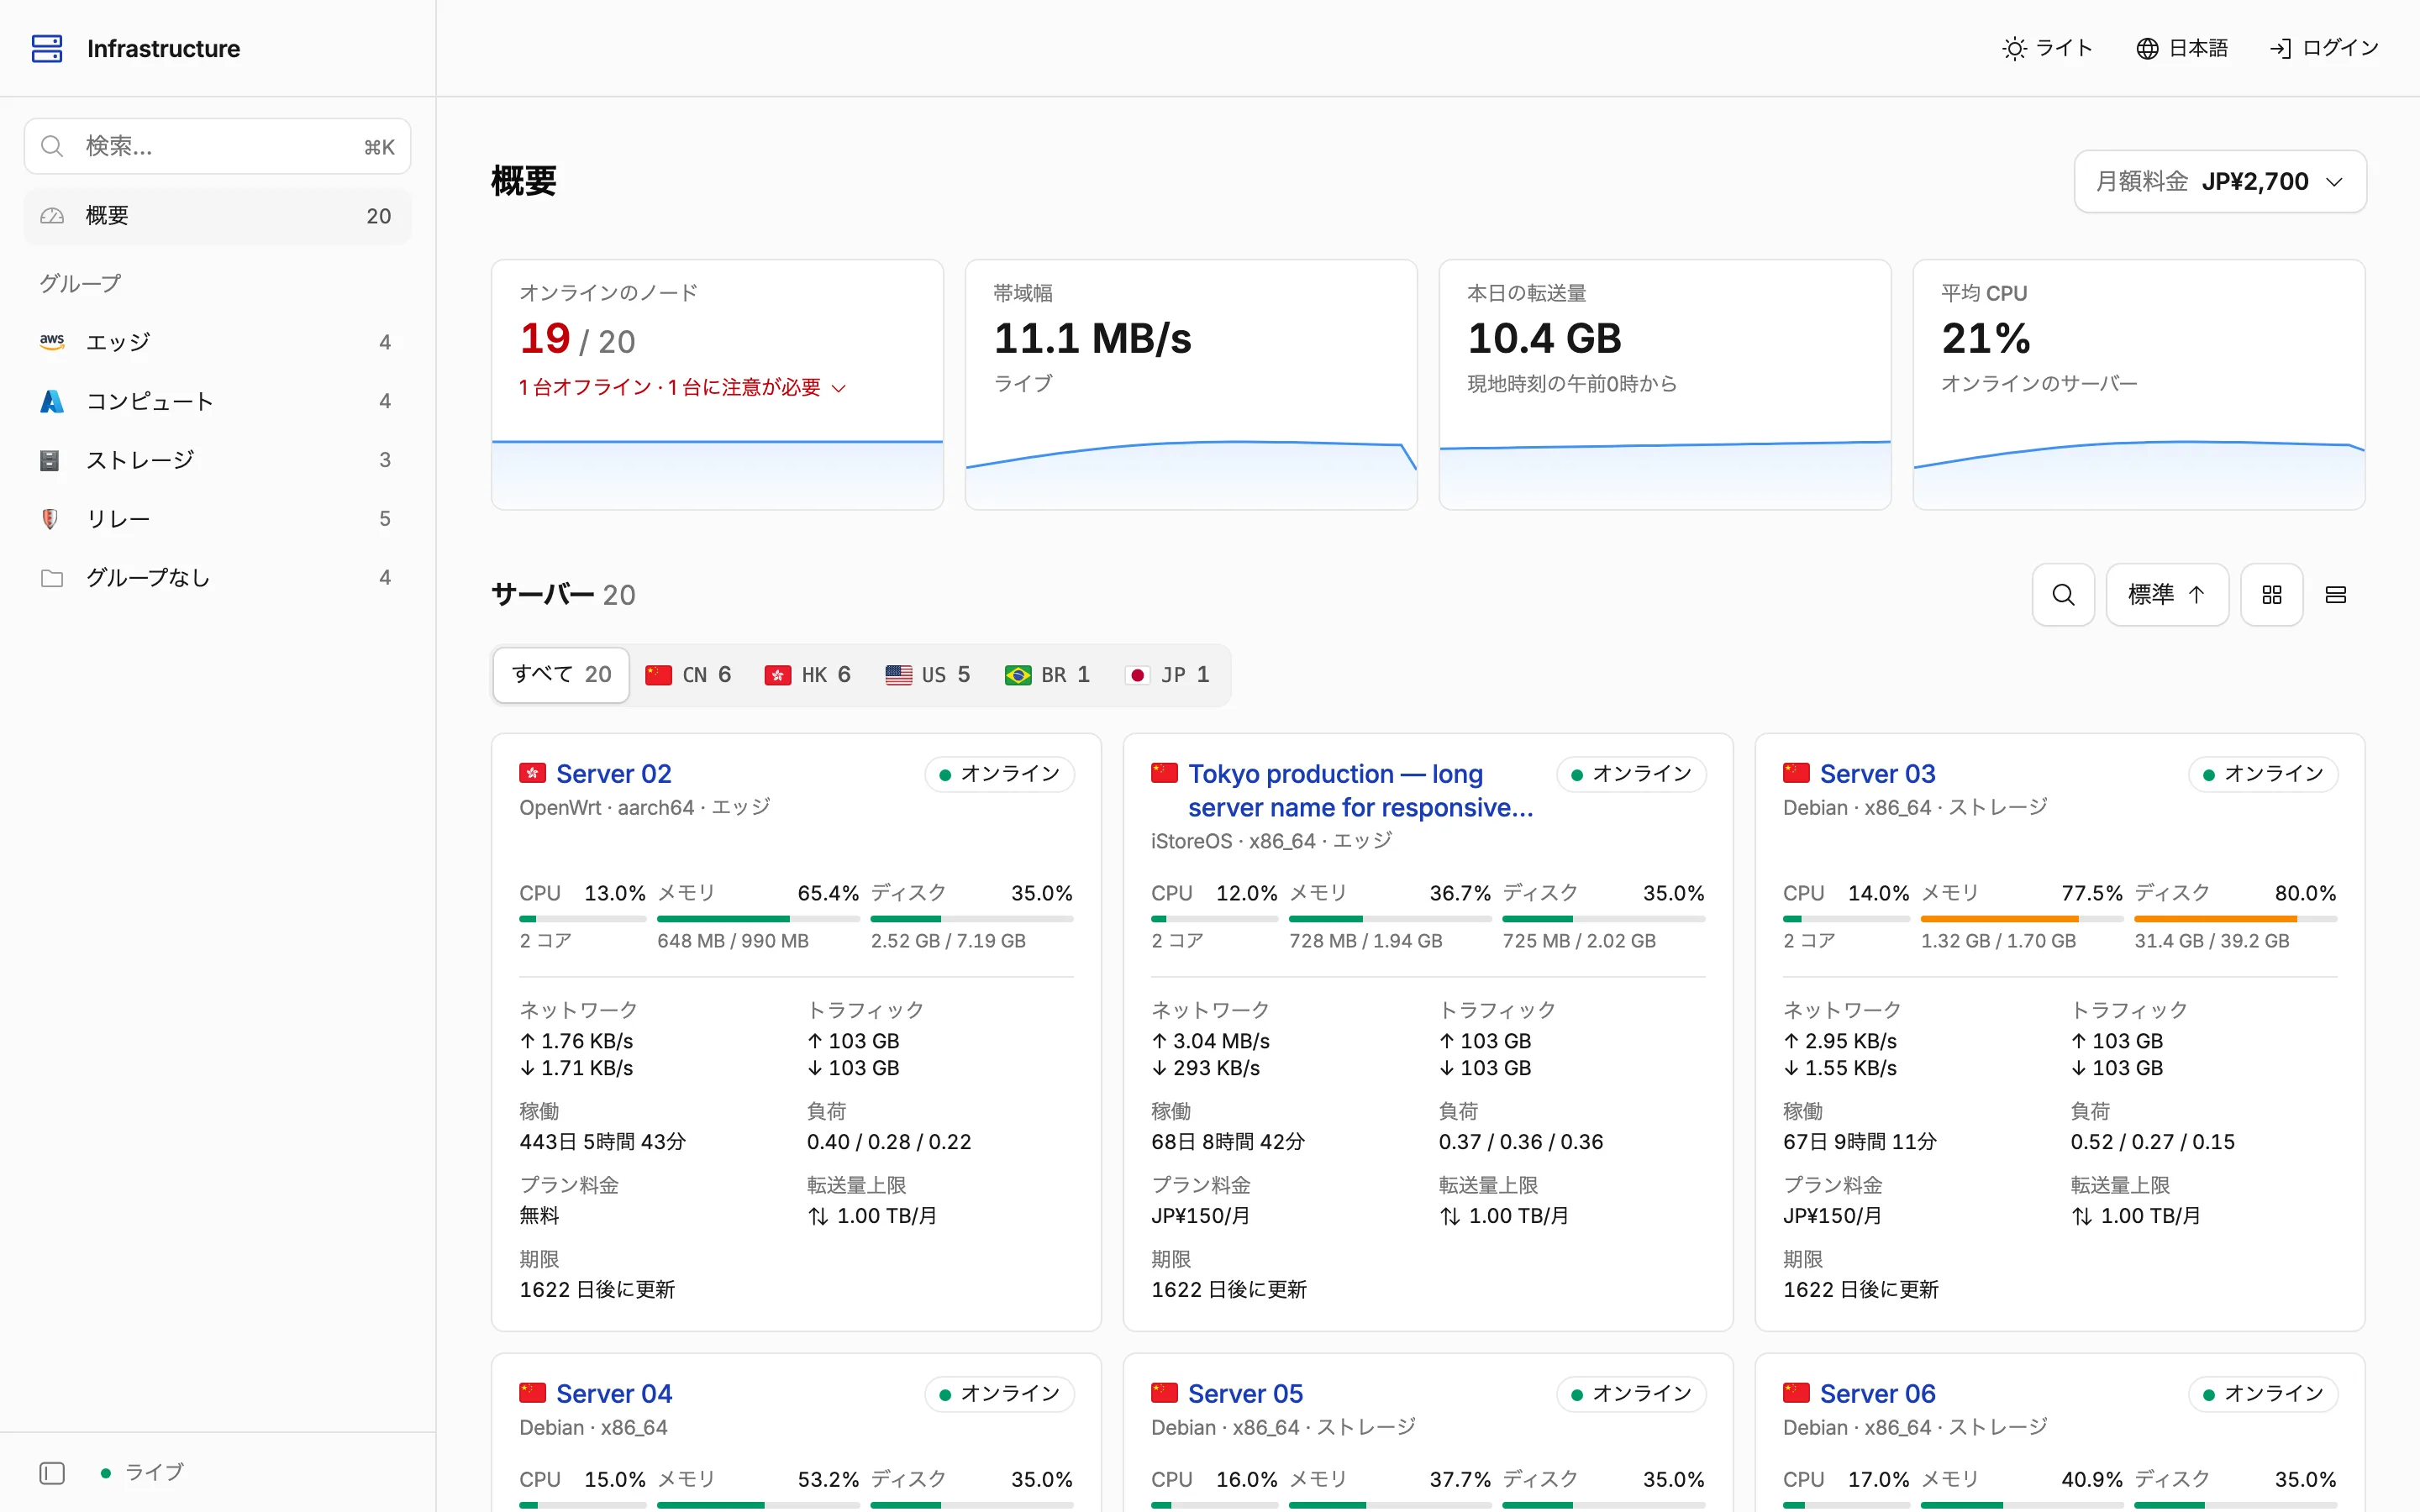 Infrastructure
ライト
日本語
ログイン
検索...
⌘K
概要
20
グループ
aws
エッジ
4
コンピュート
4
ストレージ
3
リレー
5
グループなし
4
ライブ
概要
月額料金 JP¥2,700
オンラインのノード
19 / 20
1 台オフライン · 1 台に注意が必要
帯域幅
11.1 MB/s
ライブ
本日の転送量
10.4 GB
現地時刻の午前0時から
平均 CPU
21%
オンラインのサーバー
サーバー 20
標準 ↑
すべて 20
CN 6
HK 6
US 5
BR 1
JP 1
Server 02
オンライン
OpenWrt · aarch64 · エッジ
CPU 13.0% メモリ 65.4% ディスク 35.0%
2 コア 648 MB / 990 MB 2.52 GB / 7.19 GB
ネットワーク トラフィック
↑ 1.76 KB/s ↑ 103 GB
↓ 1.71 KB/s ↓ 103 GB
稼働 負荷
443日 5時間 43分 0.40 / 0.28 / 0.22
プラン料金 転送量上限
無料 ⇅ 1.00 TB/月
期限
1622 日後に更新
Tokyo production — long
server name for responsive…
オンライン
iStoreOS · x86_64 · エッジ
CPU 12.0% メモリ 36.7% ディスク 35.0%
2 コア 728 MB / 1.94 GB 725 MB / 2.02 GB
ネットワーク トラフィック
↑ 3.04 MB/s ↑ 103 GB
↓ 293 KB/s ↓ 103 GB
稼働 負荷
68日 8時間 42分 0.37 / 0.36 / 0.36
プラン料金 転送量上限
JP¥150/月 ⇅ 1.00 TB/月
期限
1622 日後に更新
Server 03
オンライン
Debian · x86_64 · ストレージ
CPU 14.0% メモリ 77.5% ディスク 80.0%
2 コア 1.32 GB / 1.70 GB 31.4 GB / 39.2 GB
ネットワーク トラフィック
↑ 2.95 KB/s ↑ 103 GB
↓ 1.55 KB/s ↓ 103 GB
稼働 負荷
67日 9時間 11分 0.52 / 0.27 / 0.15
プラン料金 転送量上限
JP¥150/月 ⇅ 1.00 TB/月
期限
1622 日後に更新
Server 04
オンライン
Debian · x86_64
CPU 15.0% メモリ 53.2% ディスク 35.0%
Server 05
オンライン
Debian · x86_64 · ストレージ
CPU 16.0% メモリ 37.7% ディスク 35.0%
Server 06
オンライン
Debian · x86_64 · ストレージ
CPU 17.0% メモリ 40.9% ディスク 35.0%